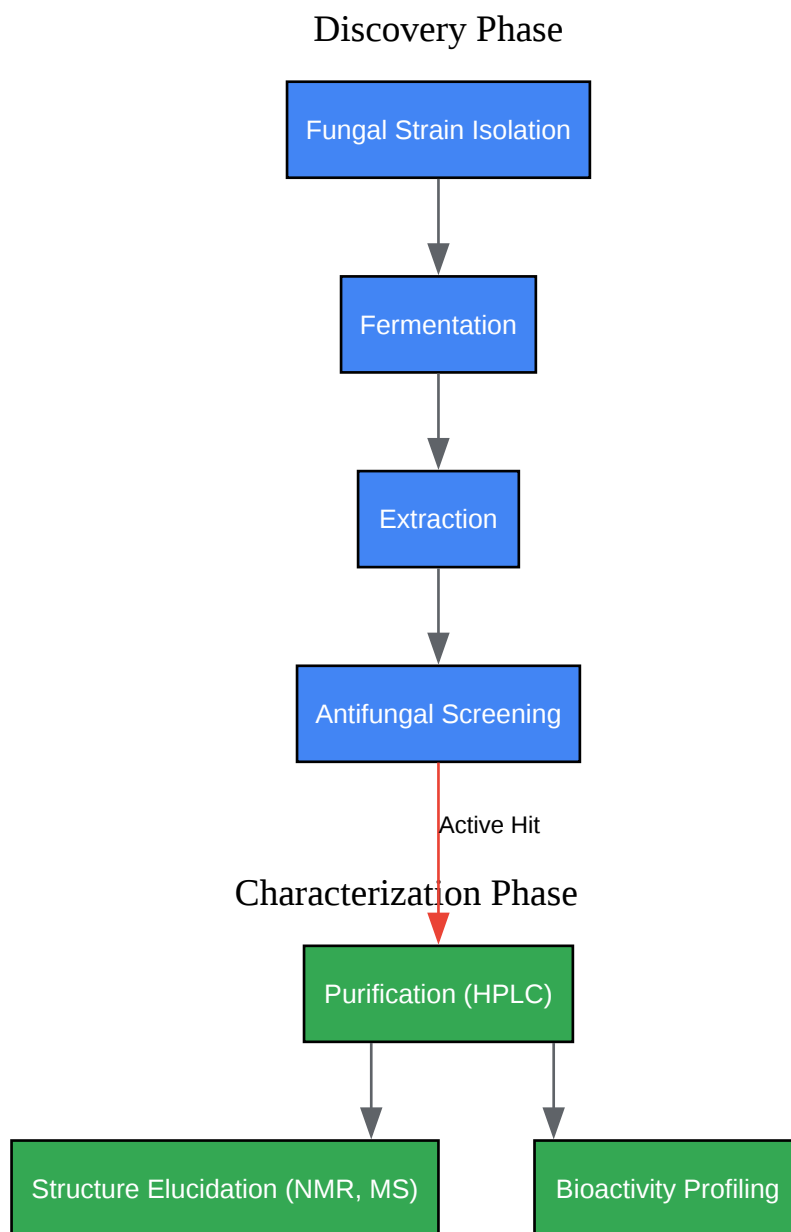 Discovery Phase
Fungal Strain Isolation
Fermentation
Extraction
Antifungal Screening
Active Hit
Characterization Phase
Purification (HPLC)
Structure Elucidation (NMR, MS)
Bioactivity Profiling